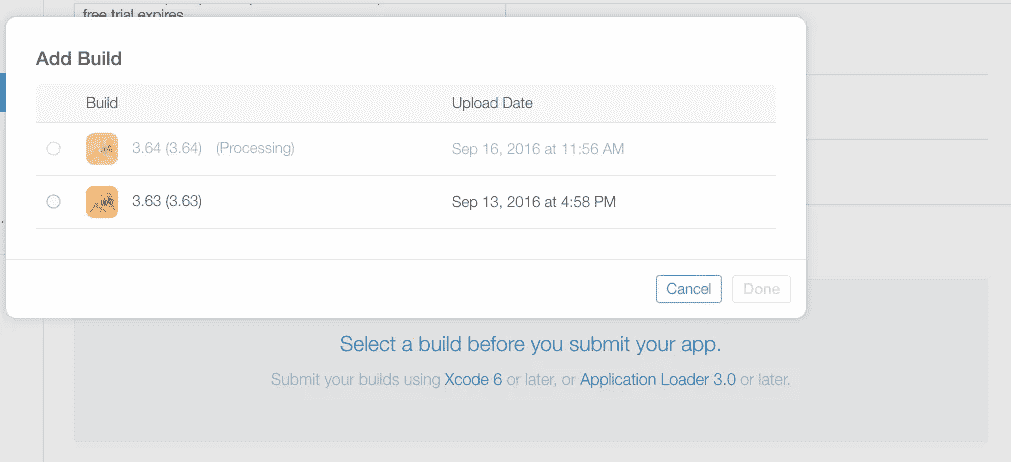 free trial expires
Add Build
Build Upload Date
3.64 (3.64) (Processing) Sep 16, 2016 at 11:56 AM
3.63 (3.63) Sep 13, 2016 at 4:58 PM
Cancel Done
Select a build before you submit your app.
Submit your builds using Xcode 6 or later, or Application Loader 3.0 or later.